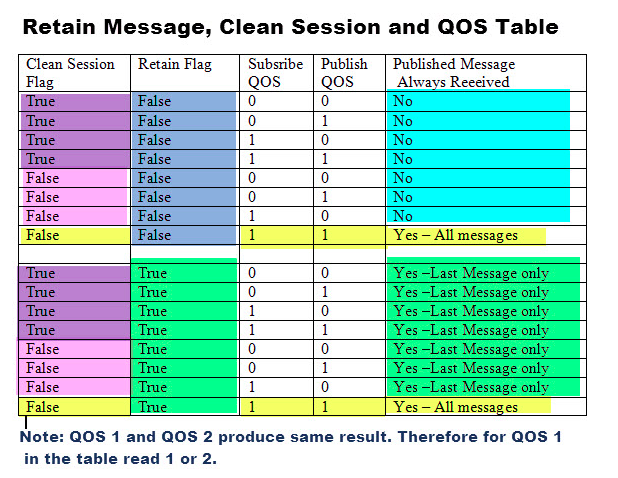 Retain Message, Clean Session and QOS Table
Clean Session Flag Retain Flag Subsribe QOS Publish QOS Published Message Always Reeeived
True False 0 0 No
True False 0 1 No
True False 1 0 No
True False 1 1 No
False False 0 0 No
False False 0 1 No
False False 1 0 No
False False 1 1 Yes – All messages
True True 0 0 Yes –Last Message only
True True 0 1 Yes –Last Message only
True True 1 0 Yes –Last Message only
True True 1 1 Yes –Last Message only
False True 0 0 Yes –Last Message only
False True 0 1 Yes –Last Message only
False True 1 0 Yes –Last Message only
False True 1 1 Yes – All messages
Note: QOS 1 and QOS 2 produce same result. Therefore for QOS 1
in the table read 1 or 2.